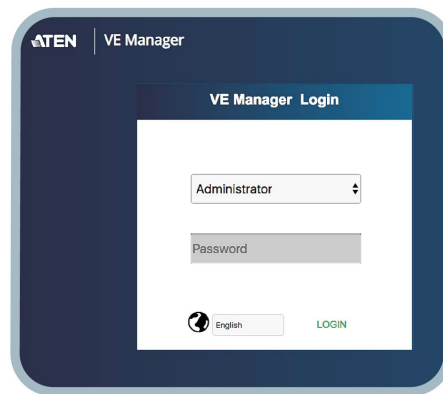 ATEN VE Manager
VE Manager Login
Administrator
Password
English LOGIN